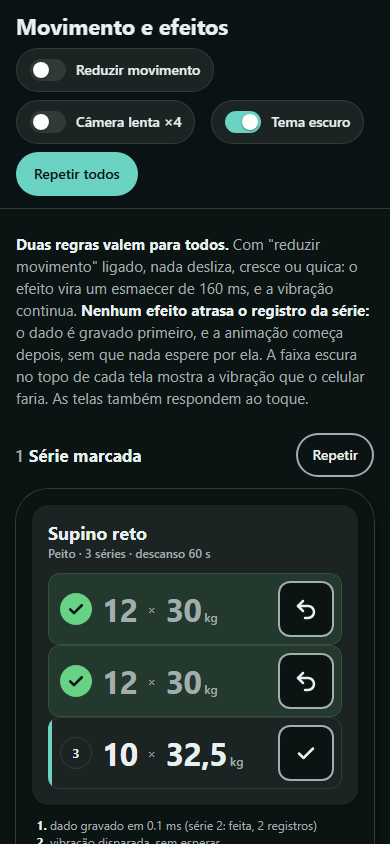 Movimento e efeitos
Reduzir movimento
Câmera lenta ×4
Tema escuro
Repetir todos
Duas regras valem para todos. Com "reduzir
movimento" ligado, nada desliza, cresce ou quica: o
efeito vira um esmaecer de 160 ms, e a vibração
continua. Nenhum efeito atrasa o registro da série:
o dado é gravado primeiro, e a animação começa
depois, sem que nada espere por ela. A faixa escura
no topo de cada tela mostra a vibração que o celular
faria. As telas também respondem ao toque.
1 Série marcada
Repetir
Supino reto
Peito · 3 séries · descanso 60 s
12 × 30 kg
12 × 30 kg
3 10 × 32,5 kg
1. dado gravado em 0.1 ms (série 2: feita, 2 registros)
2. vibração disparada, sem esperar